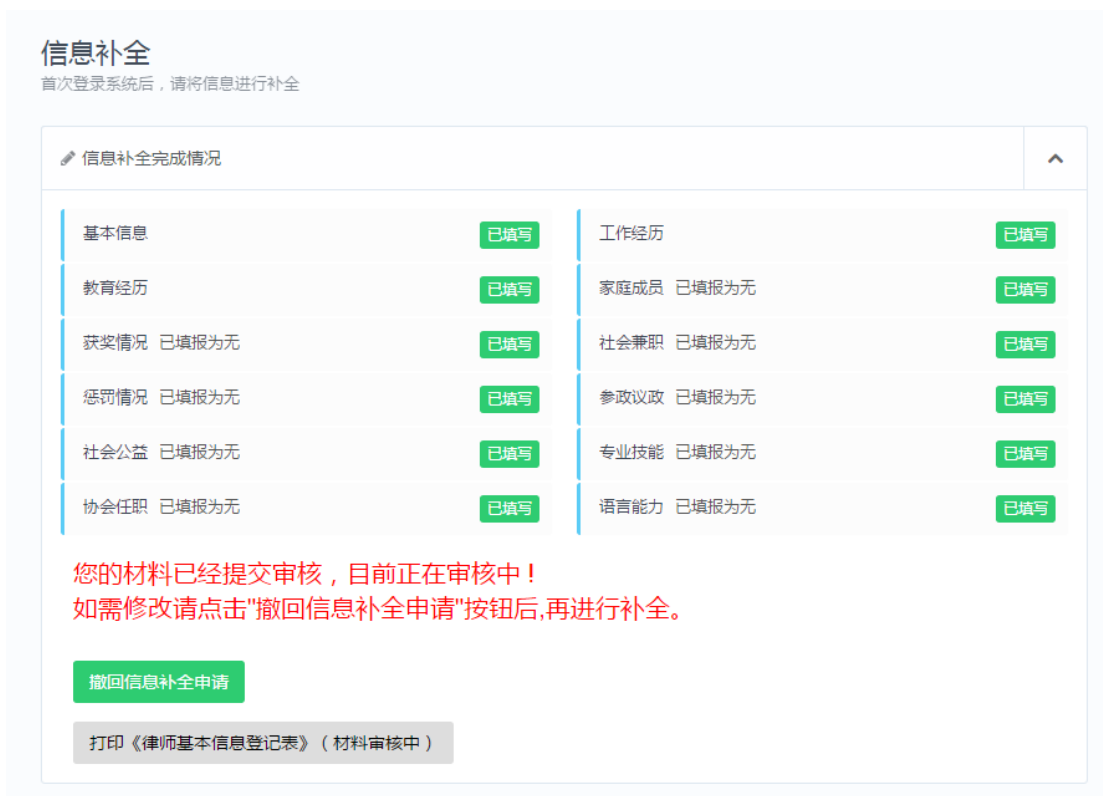 信息补全
首次登录系统后，请将信息进行补全
信息补全完成情况
基本信息 已填写 工作经历 已填写
教育经历 已填写 家庭成员 已填报为无 已填写
获奖情况 已填报为无 已填写 社会兼职 已填报为无 已填写
惩罚情况 已填报为无 已填写 参政议政 已填报为无 已填写
社会公益 已填报为无 已填写 专业技能 已填报为无 已填写
协会任职 已填报为无 已填写 语言能力 已填报为无 已填写
您的材料已经提交审核，目前正在审核中！
如需修改请点击"撤回信息补全申请"按钮后,再进行补全。
撤回信息补全申请
打印《律师基本信息登记表》（材料审核中）